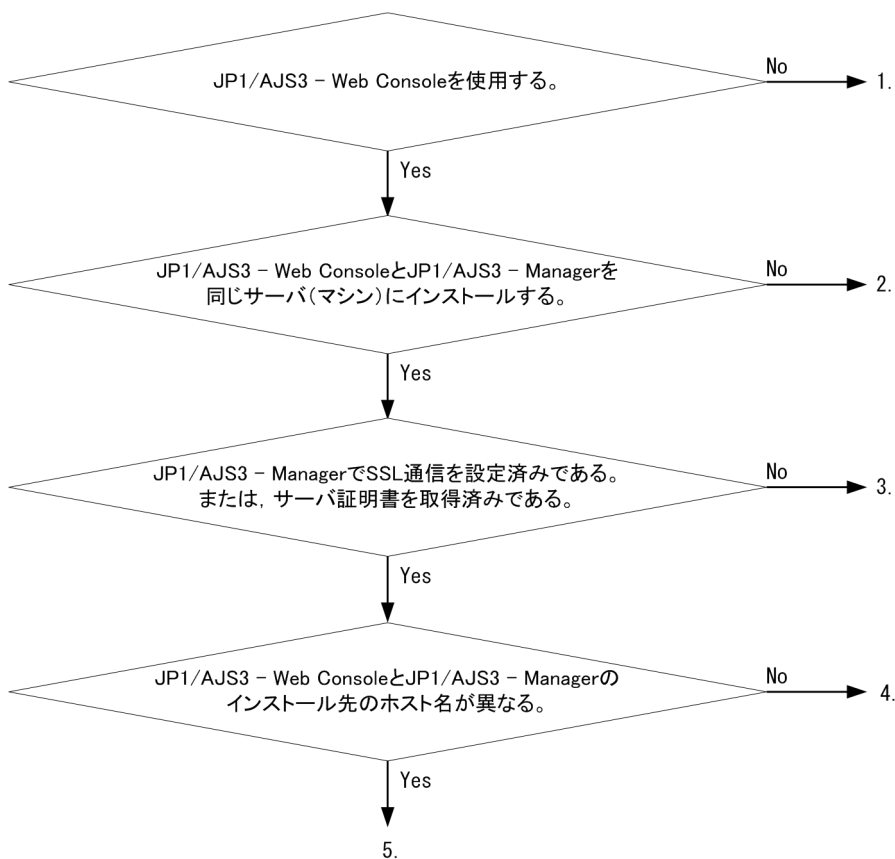 JP1/AJS3 - Web Consoleを使用する。
No
1.
Yes
JP1/AJS3 - Web ConsoleとJP1/AJS3 - Managerを
同じサーバ(マシン)にインストールする。
No
2.
Yes
JP1/AJS3 - ManagerでSSL通信を設定済みである。
または, サーバ証明書を取得済みである。
No
3.
Yes
JP1/AJS3 - Web ConsoleとJP1/AJS3 - Managerの
インストール先のホスト名が異なる。
No
4.
Yes
5.